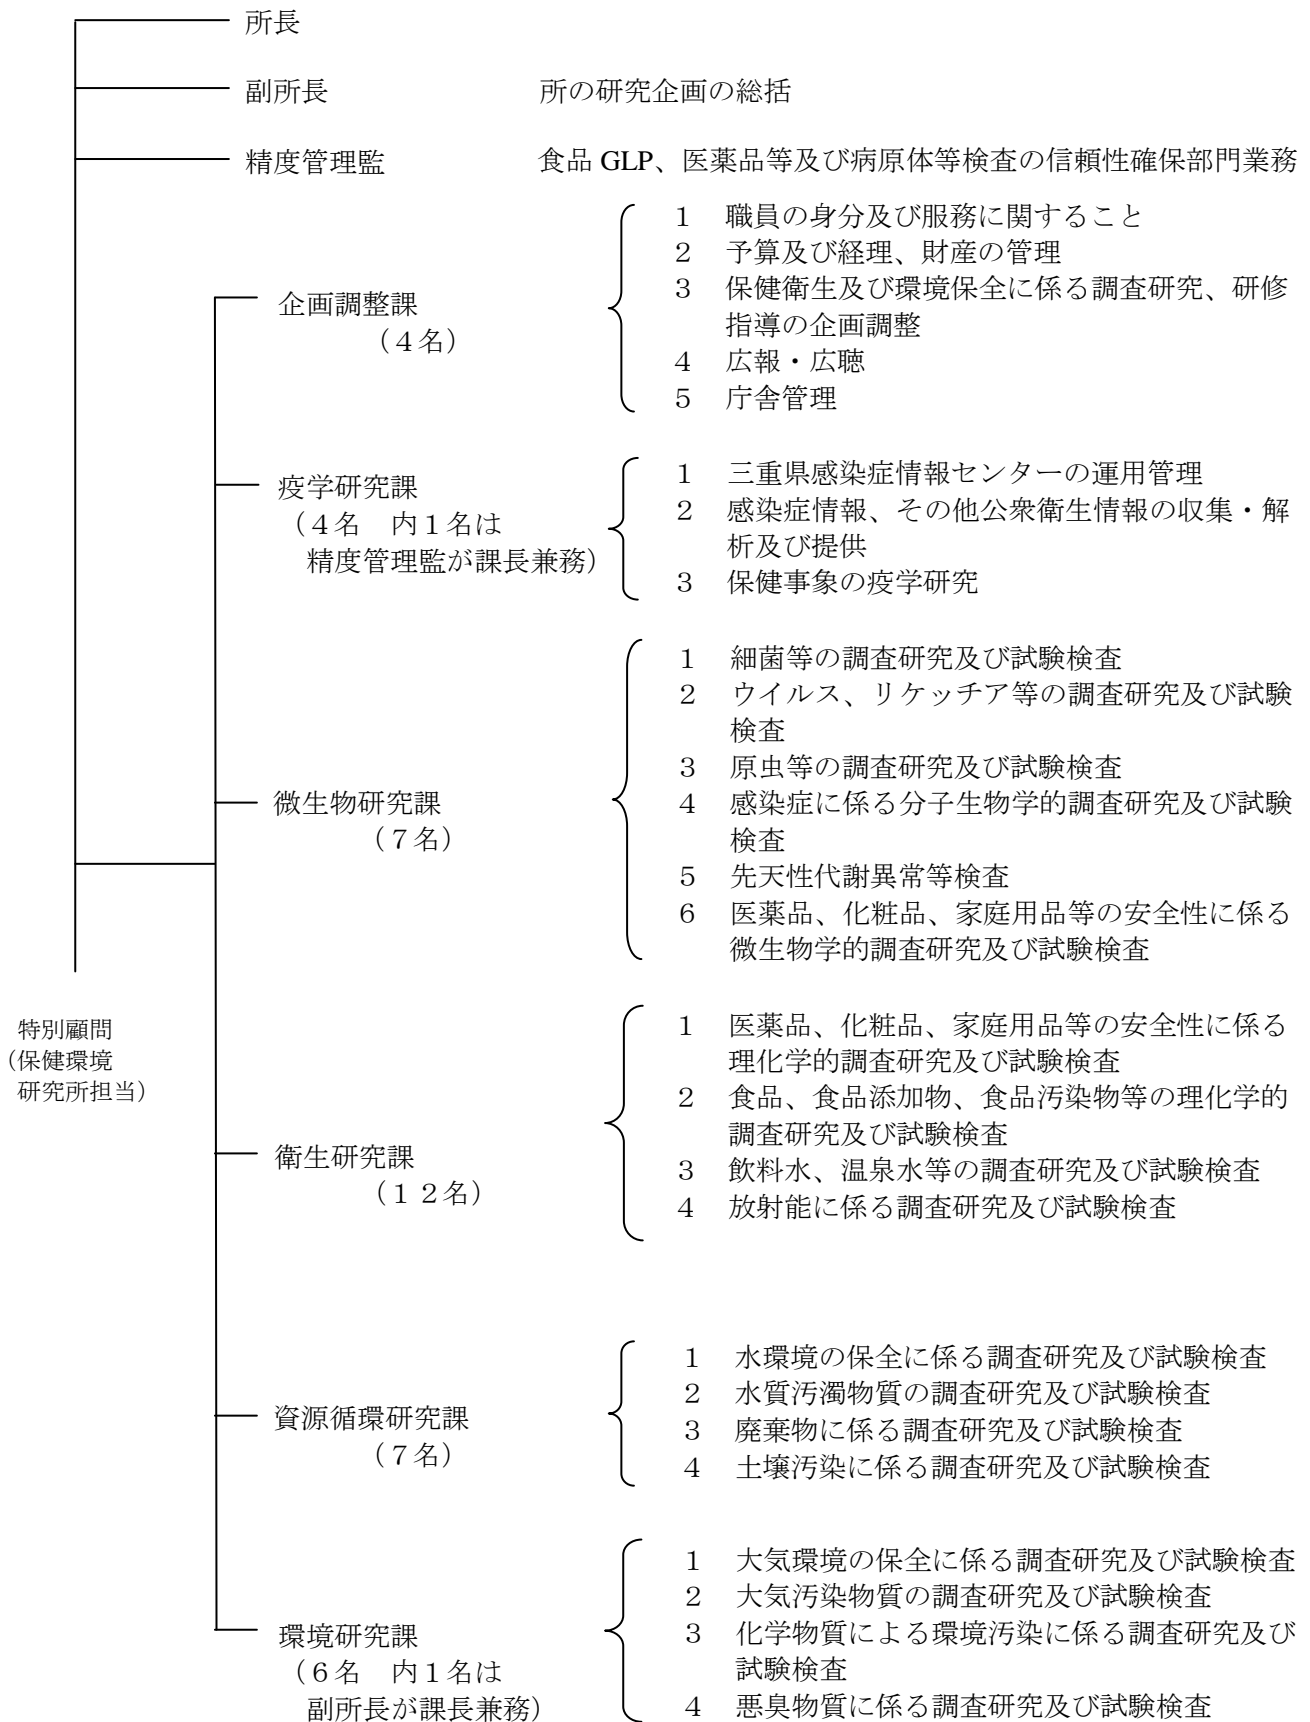 所長
副所長　所の研究企画の総括
精度管理監　食品 GLP、医薬品等及び病原体等検査の信頼性確保部門業務
企画調整課
（４名）
１　職員の身分及び服務に関すること
２　予算及び経理、財産の管理
３　保健衛生及び環境保全に係る調査研究、研修
指導の企画調整
４　広報・広聴
５　庁舎管理
疫学研究課
（４名　内１名は
精度管理監が課長兼務）
１　三重県感染症情報センターの運用管理
２　感染症情報、その他公衆衛生情報の収集・解
析及び提供
３　保健事象の疫学研究
微生物研究課
（７名）
１　細菌等の調査研究及び試験検査
２　ウイルス、リケッチア等の調査研究及び試験
検査
３　原虫等の調査研究及び試験検査
４　感染症に係る分子生物学的調査研究及び試験
検査
５　先天性代謝異常等検査
６　医薬品、化粧品、家庭用品等の安全性に係る
微生物学的調査研究及び試験検査
特別顧問
（保健環境
研究所担当）
衛生研究課
（１２名）
１　医薬品、化粧品、家庭用品等の安全性に係る
理化学的調査研究及び試験検査
２　食品、食品添加物、食品汚染物等の理化学的
調査研究及び試験検査
３　飲料水、温泉水等の調査研究及び試験検査
４　放射能に係る調査研究及び試験検査
資源循環研究課
（７名）
１　水環境の保全に係る調査研究及び試験検査
２　水質汚濁物質の調査研究及び試験検査
３　廃棄物に係る調査研究及び試験検査
４　土壌汚染に係る調査研究及び試験検査
環境研究課
（６名　内１名は
副所長が課長兼務）
１　大気環境の保全に係る調査研究及び試験検査
２　大気汚染物質の調査研究及び試験検査
３　化学物質による環境汚染に係る調査研究及び
試験検査
４　悪臭物質に係る調査研究及び試験検査